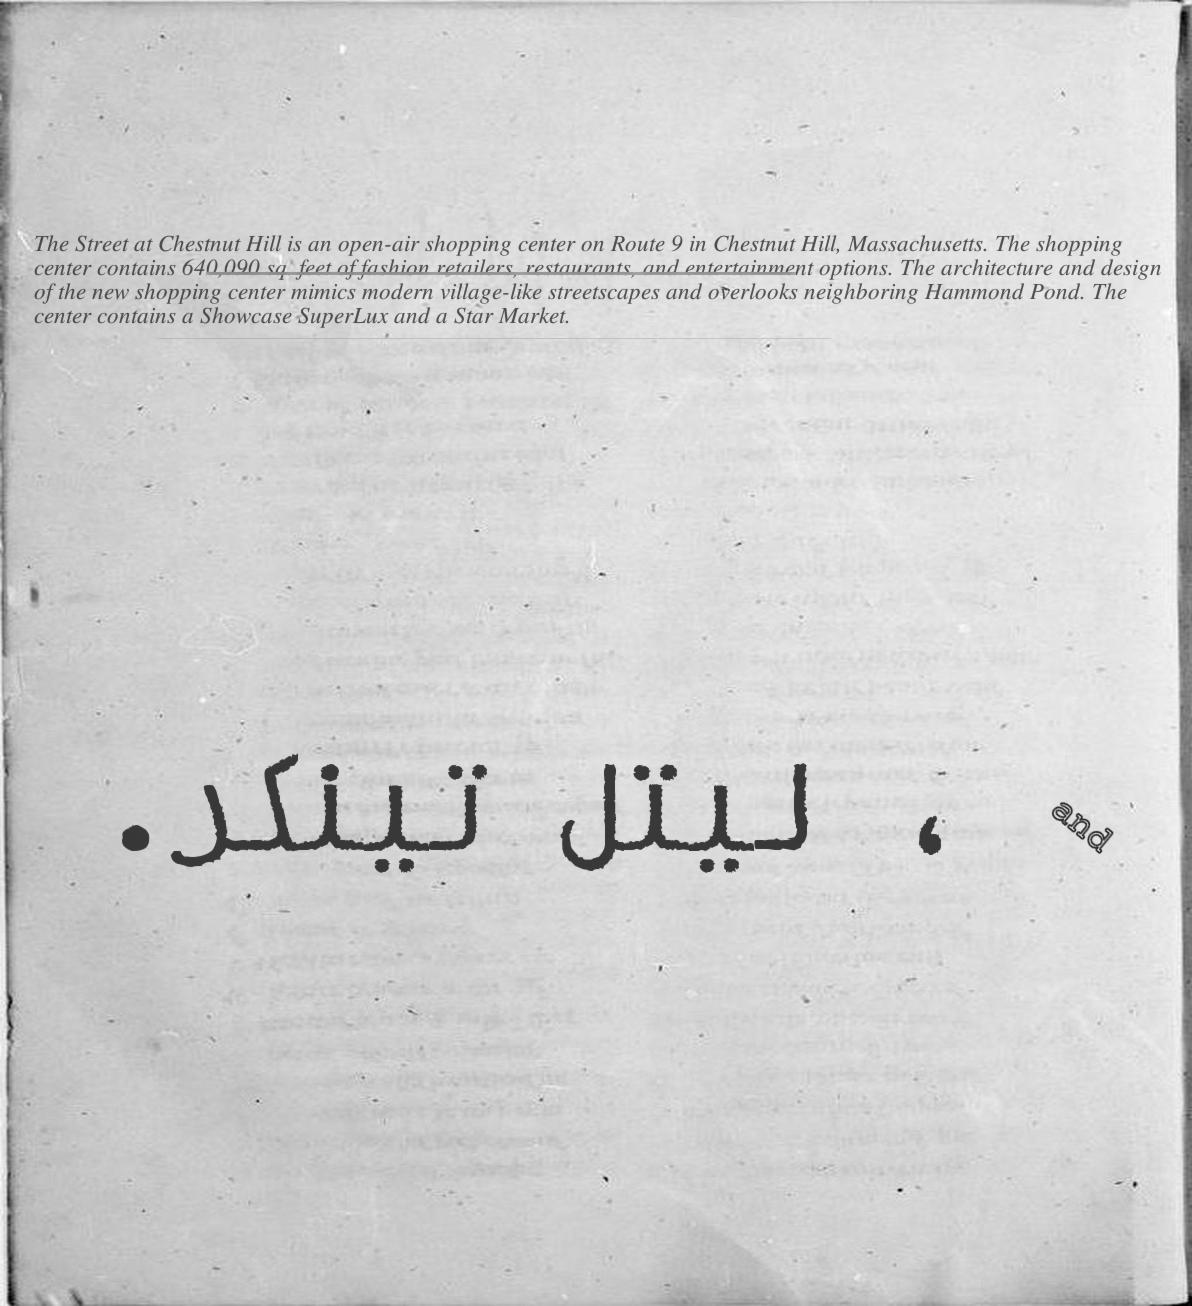 The Street at Chestnut Hill is an open-air shopping center on Route 9 in Chestnut Hill, Massachusetts. The shopping
center contains 640,090 sq. feet of fashion retailers, restaurants, and entertainment options. The architecture and design
of the new shopping center mimics modern village-like streetscapes and overlooks neighboring Hammond Pond. The
center contains a Showcase SuperLux and a Star Market.
، ليتل تينكر.
and